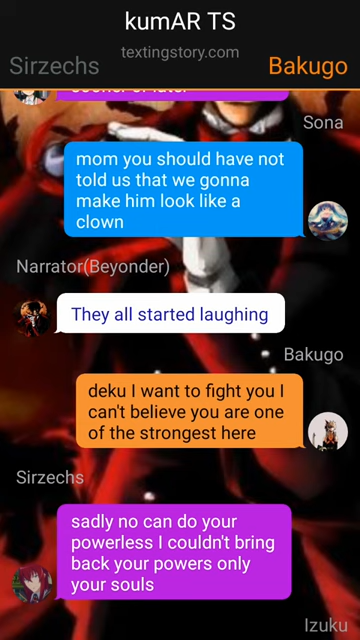 kumAR TS
textingstory.com
Sirzechs
Bakugo
Sona
mom you should have not
told us that we gonna
make him look like a
clown
Narrator(Beyonder)
They all started laughing
Bakugo
deku I want to fight you I
can't believe you are one
of the strongest here
Sirzechs
sadly no can do your
powerless I couldn't bring
back your powers only
your souls
Izuku